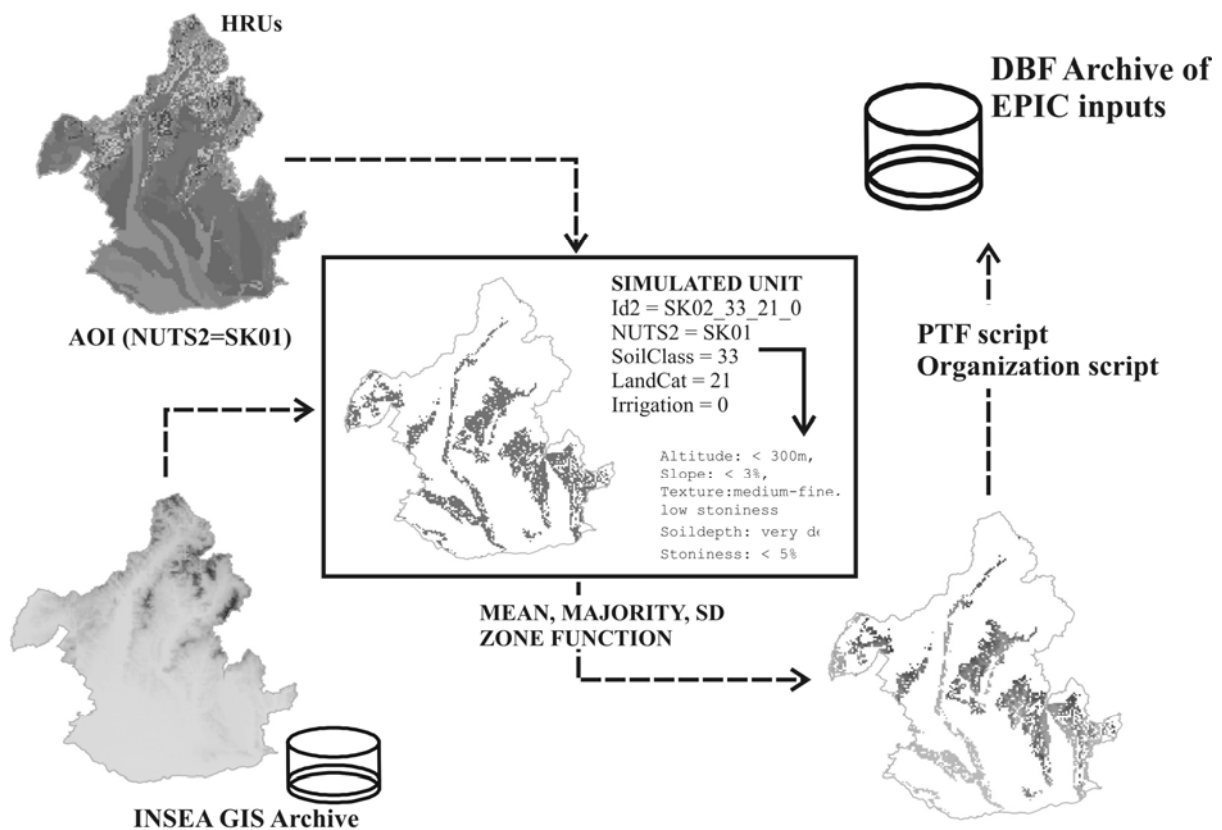 HRUs
AOI (NUTS2=SK01)
DBF Archive of
EPIC inputs
SIMULATED UNIT
Id2 = SK02_33_21_0
NUTS2 = SK01
SoilClass = 33
LandCat = 21
Irrigation = 0
Altitude: < 300m,
Slope: < 3%,
Texture:medium-fine.
low stoniness
Soildepth: very de
Stoniness: < 5%
PTF script
Organization script
MEAN, MAJORITY, SD
ZONE FUNCTION
INSEA GIS Archive